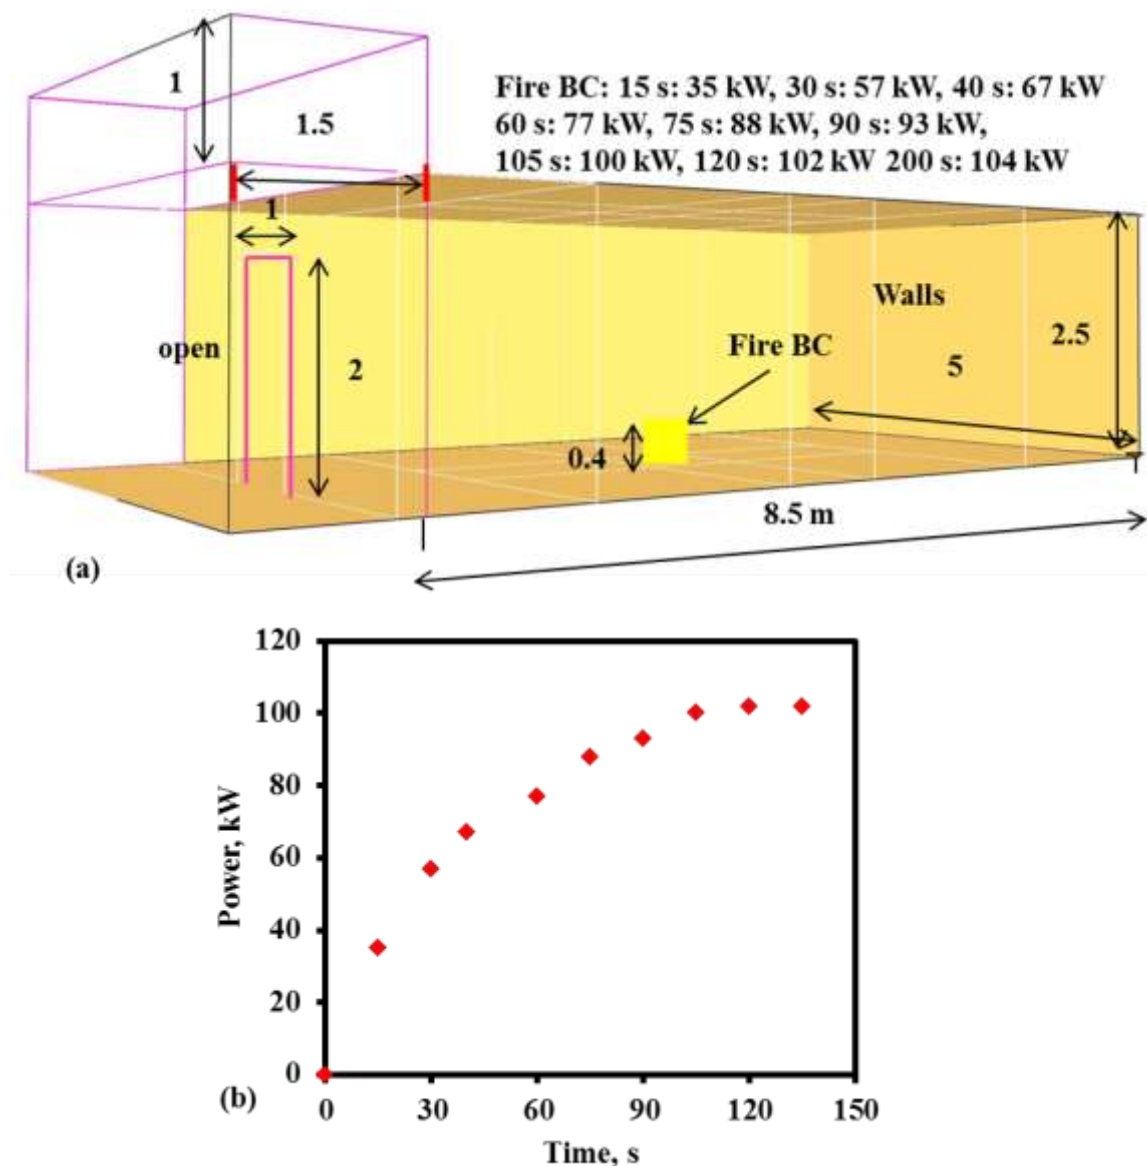 1
Fire BC: 15 s: 35 kW, 30 s: 57 kW, 40 s: 67 kW
60 s: 77 kW, 75 s: 88 kW, 90 s: 93 kW,
105 s: 100 kW, 120 s: 102 kW 200 s: 104 kW
1.5
1
Walls
2.5
open
Fire BC
2
5
0.4
8.5 m
(a)
120
100
80
60
40
20
0
Power, kW
(b)
0 30 60 90 120 150
Time, s